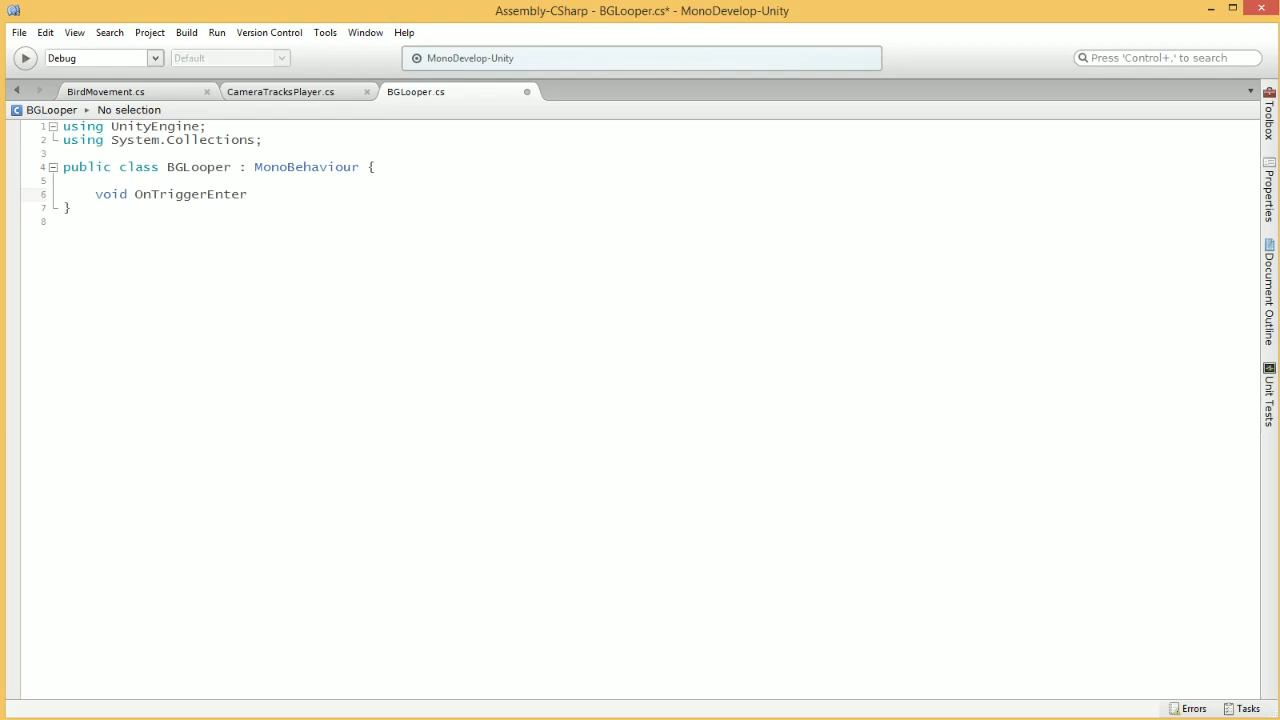 Assembly-CSharp - BGLooper.cs* - MonoDevelop-Unity
File Edit View Search Project Build Run Version Control Tools Window Help
Debug Default MonoDevelop-Unity Press 'Control+,' to search
BirdMovement.cs CameraTracksPlayer.cs BGLooper.cs
C BGLooper No selection
1 using UnityEngine;
2 using System.Collections;
3
4 public class BGLooper : MonoBehaviour {
5
6 void OnTriggerEnter
7 }
8
Toolbox
Properties
Document Outline
Unit Tests
Errors Tasks